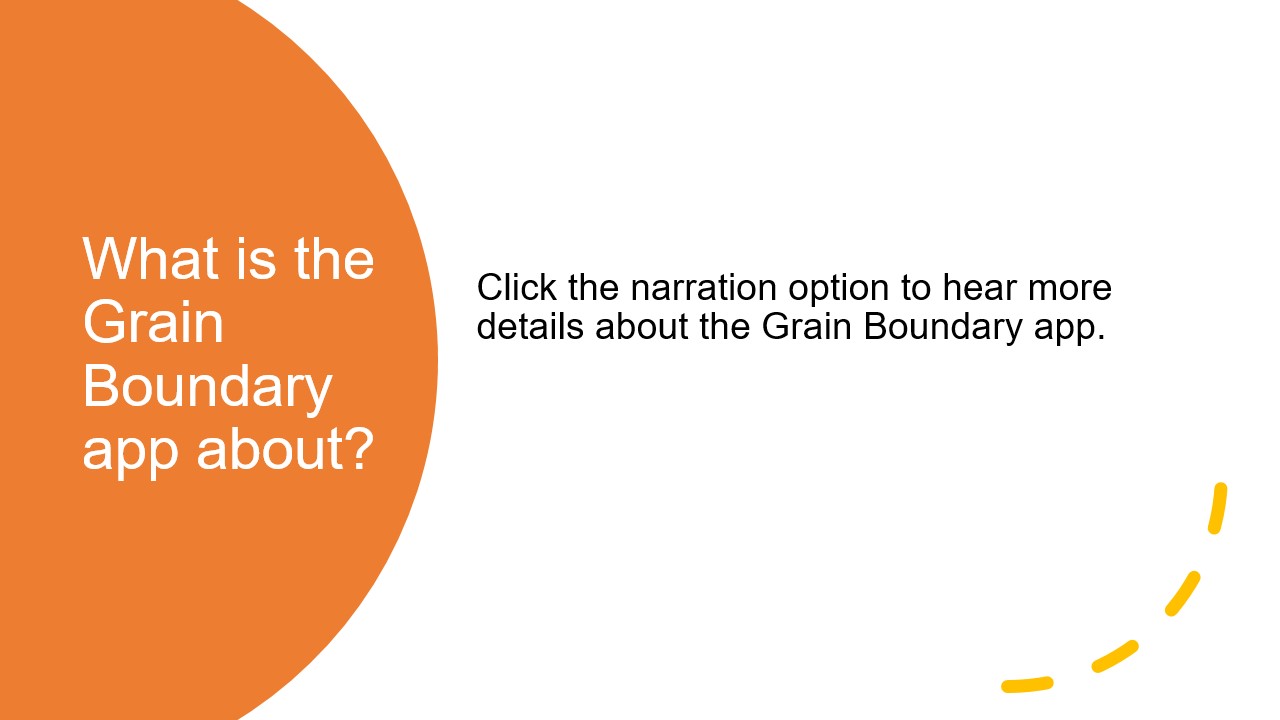 What is the
Grain
Boundary
app about?
Click the narration option to hear more
details about the Grain Boundary app.